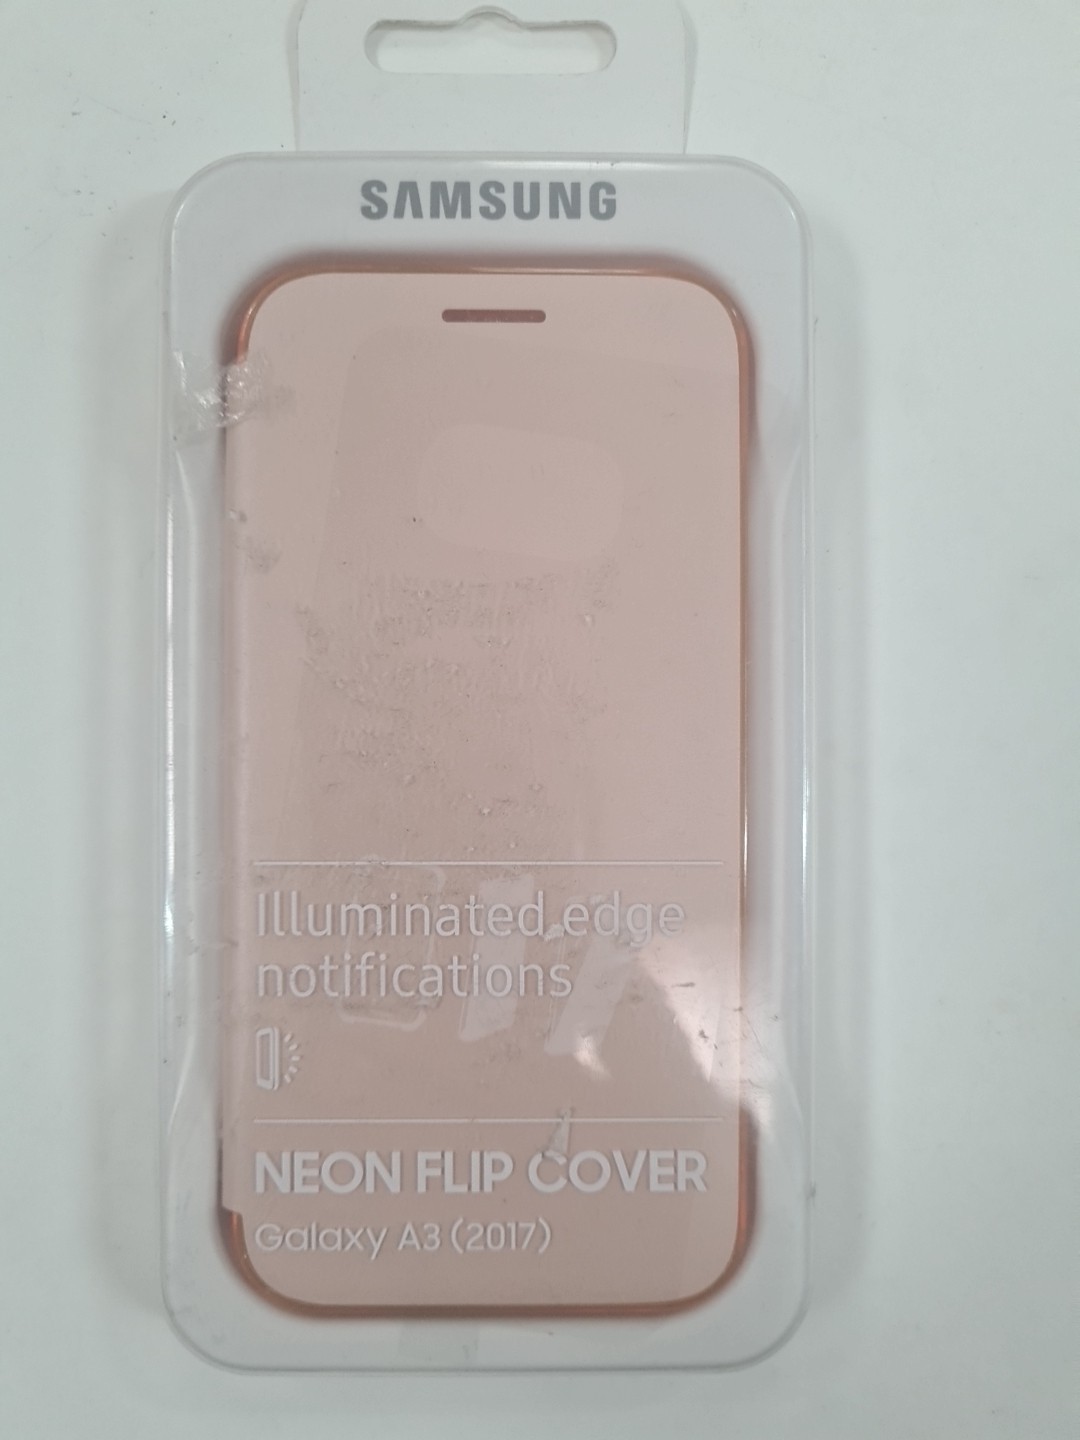 SAMSUNG
Illuminated edge
notifications
NEON FLIP COVER
Galaxy A3 (2017)